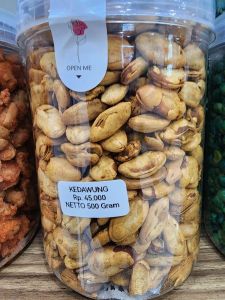 OPEN ME
KEDAWUNG
Rp. 45.000
NETTO 500 Gram